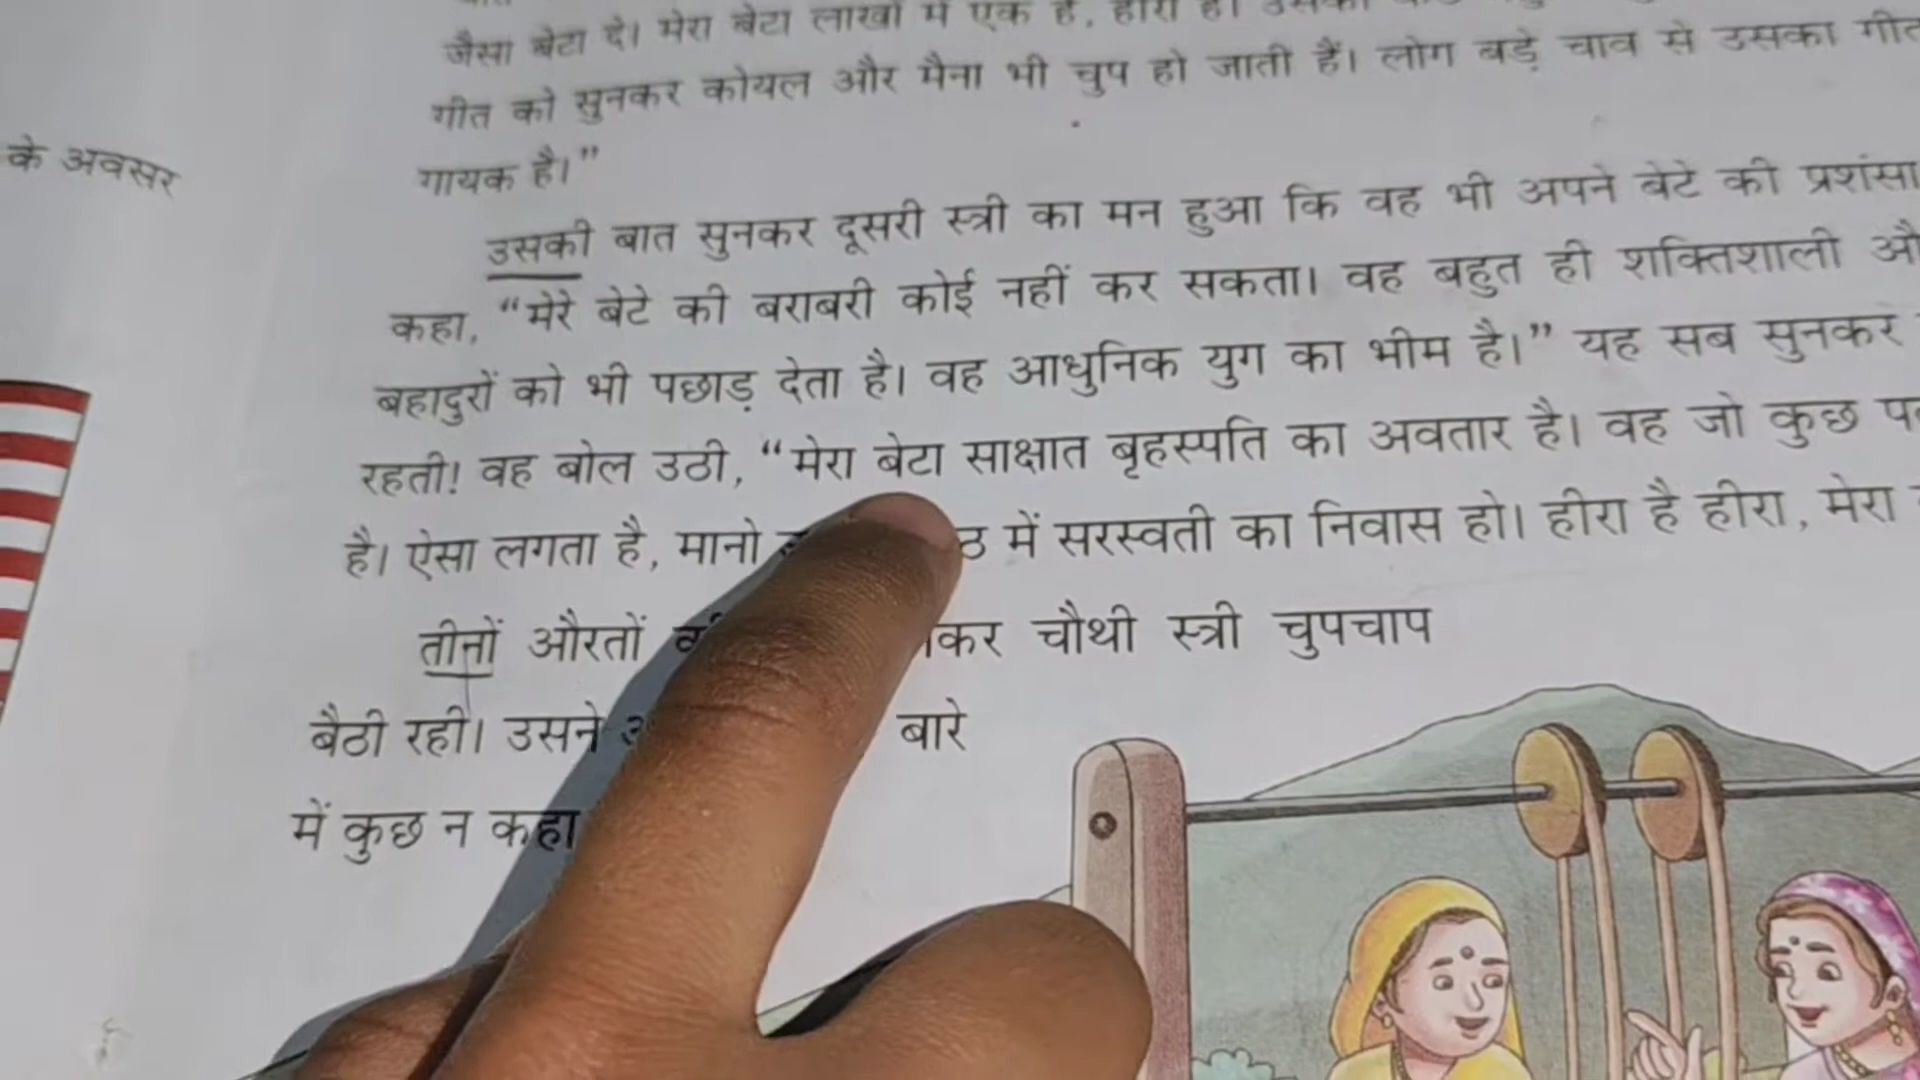 जैसा बेटा दे। मेरा बेटा लाखों में एक है, हीरा है।
गीत को सुनकर कोयल और मैना भी चुप हो जाती हैं। लोग बड़े चाव से उसका गीत
गायक है।”
के अवसर
उसकी बात सुनकर दूसरी स्त्री का मन हुआ कि वह भी अपने बेटे की प्रशंसा
कहा, “मेरे बेटे की बराबरी कोई नहीं कर सकता। वह बहुत ही शक्तिशाली औ
बहादुरों को भी पछाड़ देता है। वह आधुनिक युग का भीम है।” यह सब सुनकर
रहती! वह बोल उठी, “मेरा बेटा साक्षात बृहस्पति का अवतार है। वह जो कुछ
है। ऐसा लगता है, मानो ठ में सरस्वती का निवास हो। हीरा है हीरा, मेरा
तीनों औरतों कर चौथी स्त्री चुपचाप
बैठी रही। उसने बारे
में कुछ न कहा